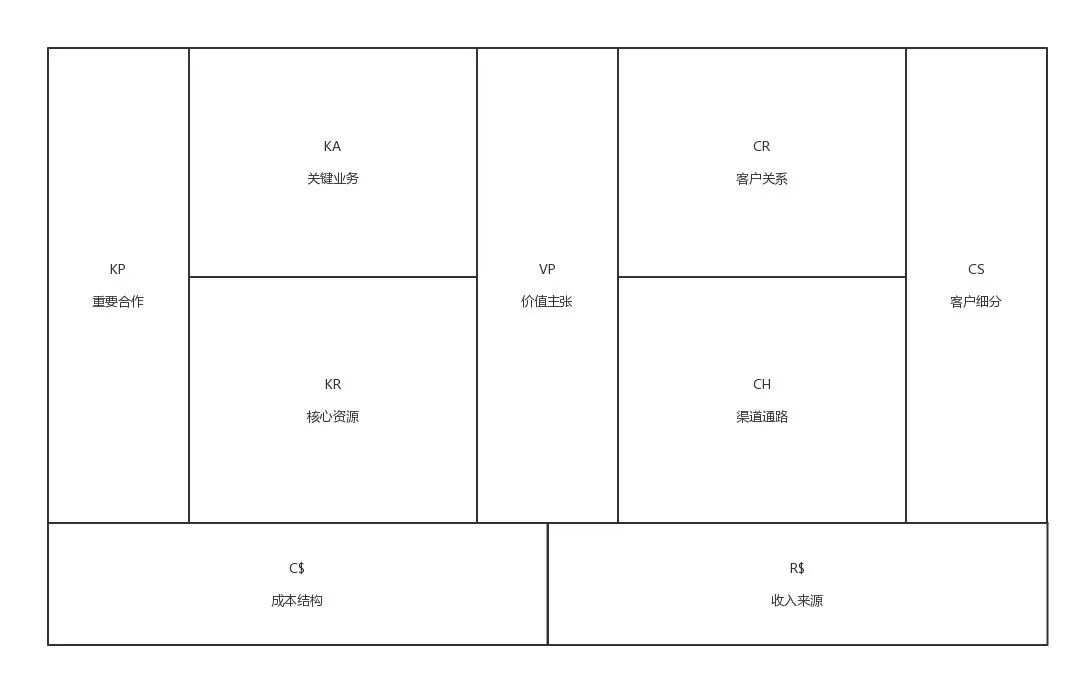 KP
重要合作
KA
关键业务
KR
核心资源
VP
价值主张
CR
客户关系
CH
渠道通路
CS
客户细分
C$
成本结构
R$
收入来源